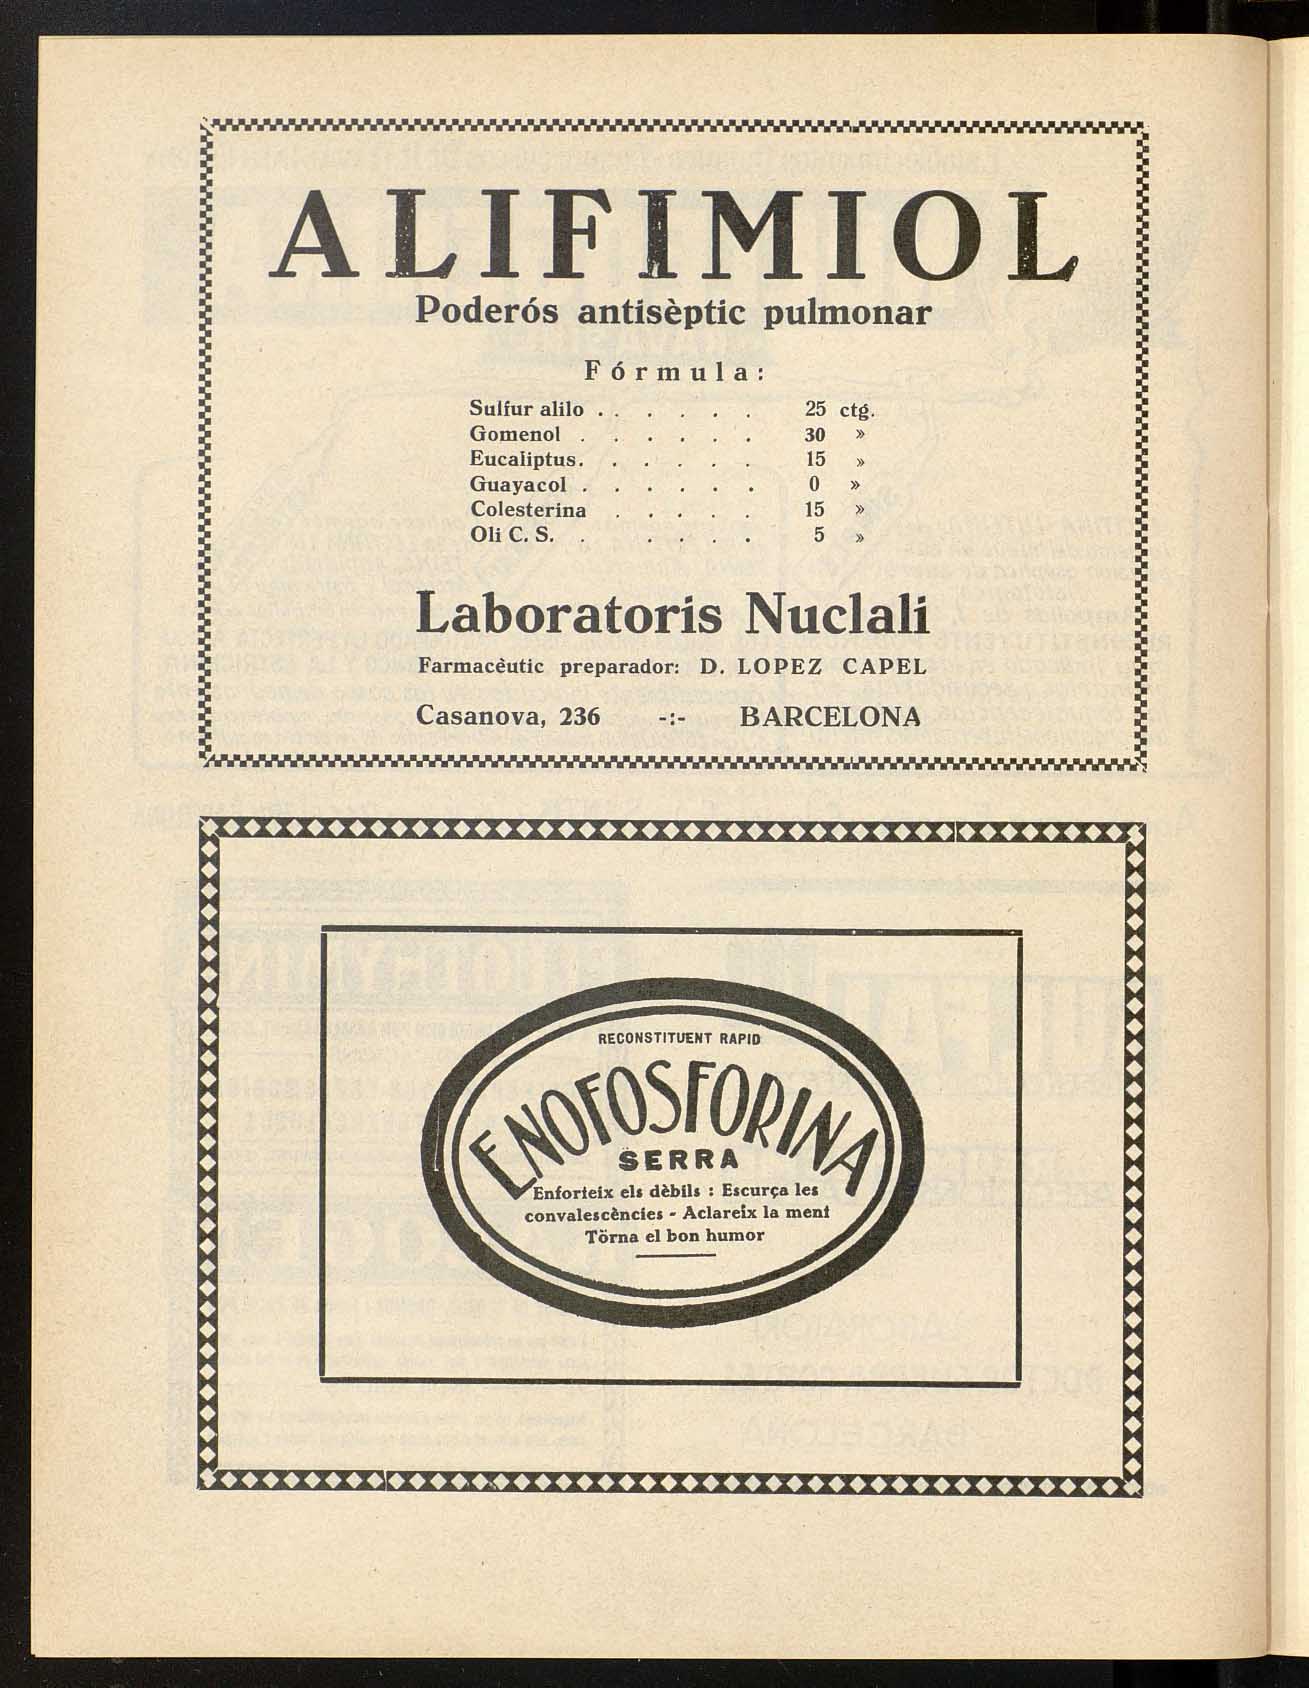 ALIFIMIOL
Poderós antisèptic pulmonar
Fórmula:
Sulfur alilo . . . . . . 25 ctg.
Gomenol . . . . . . 30 »
Eucaliptus. . . . . . 15 »
Guayacol . . . . . . 0 »
Colesterina . . . . . 15 »
Oli C. S. . . . . . 5 »
Laboratoris Nuclali
Farmacèutic preparador: D. LOPEZ CAPEL
Casanova, 236 -:- BARCELONA
RECONSTITUENT RAPID
ENOFOSFORINA
SERRA
Enforteix els dèbils : Escurça les
convalescències - Aclareix la ment
Törna el bon humor